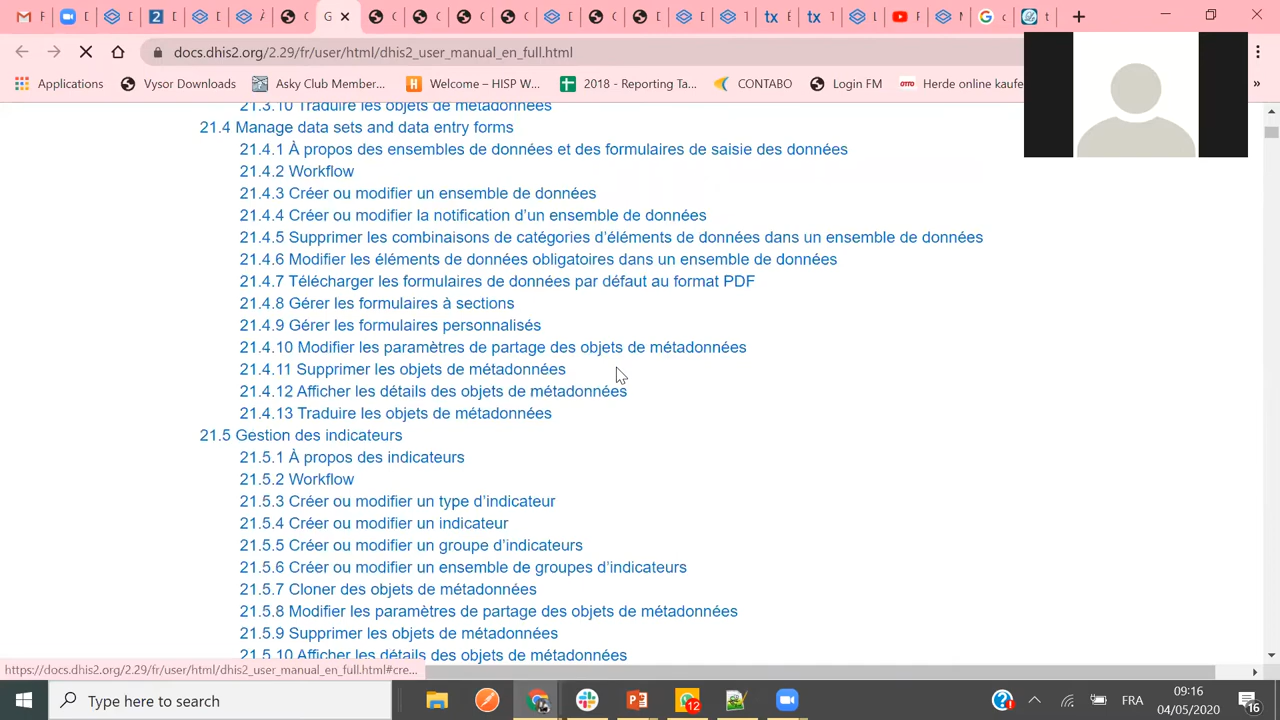 F
2
G
tx
tx
docs.dhis2.org/2.29/fr/user/html/dhis2_user_manual_en_full.html
Applications
Vysor Downloads
Asky Club Member...
Welcome – HISP W...
2018 - Reporting Ta...
CONTABO
Login FM
Herde online kaufe
»
21.3.10 Traduire les objets de métadonnées
21.4 Manage data sets and data entry forms
21.4.1 À propos des ensembles de données et des formulaires de saisie des données
21.4.2 Workflow
21.4.3 Créer ou modifier un ensemble de données
21.4.4 Créer ou modifier la notification d’un ensemble de données
21.4.5 Supprimer les combinaisons de catégories d’éléments de données dans un ensemble de données
21.4.6 Modifier les éléments de données obligatoires dans un ensemble de données
21.4.7 Télécharger les formulaires de données par défaut au format PDF
21.4.8 Gérer les formulaires à sections
21.4.9 Gérer les formulaires personnalisés
21.4.10 Modifier les paramètres de partage des objets de métadonnées
21.4.11 Supprimer les objets de métadonnées
21.4.12 Afficher les détails des objets de métadonnées
21.4.13 Traduire les objets de métadonnées
21.5 Gestion des indicateurs
21.5.1 À propos des indicateurs
21.5.2 Workflow
21.5.3 Créer ou modifier un type d’indicateur
21.5.4 Créer ou modifier un indicateur
21.5.5 Créer ou modifier un groupe d’indicateurs
21.5.6 Créer ou modifier un ensemble de groupes d’indicateurs
21.5.7 Cloner des objets de métadonnées
21.5.8 Modifier les paramètres de partage des objets de métadonnées
21.5.9 Supprimer les objets de métadonnées
21.5.10 Afficher les détails des objets de métadonnées
https://docs.dhis2.org/2.29/fr/user/html/dhis2_user_manual_en_full.html#cre...
Type here to search
12
FRA
09:16
04/05/2020
16